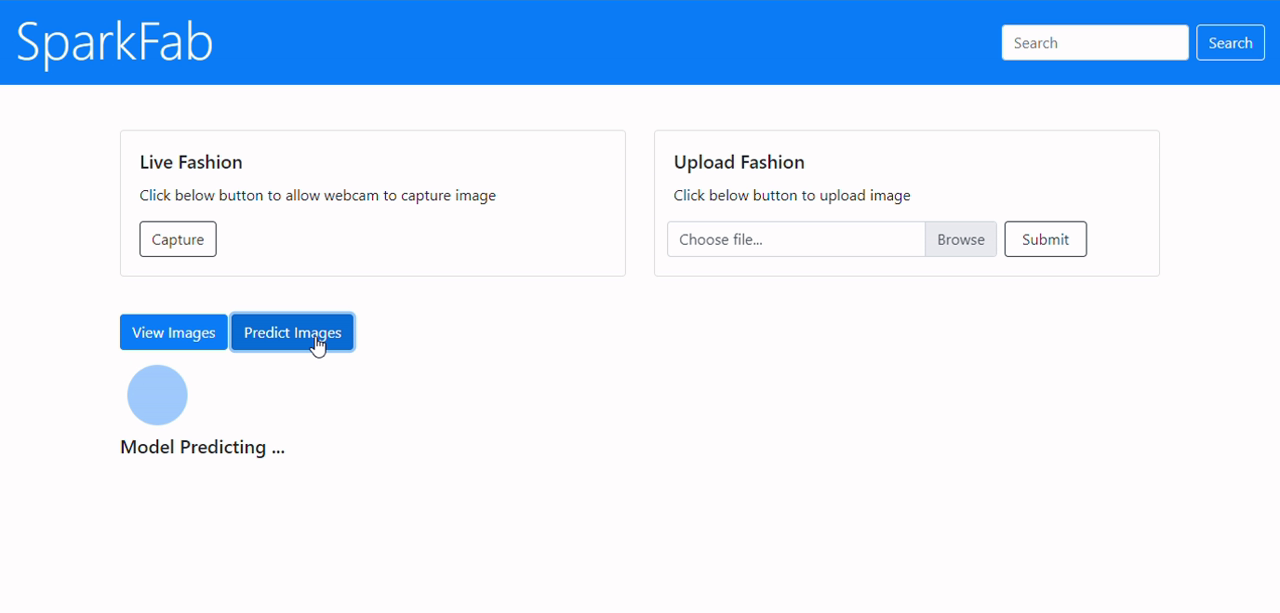 SparkFab
Search Search
Live Fashion
Click below button to allow webcam to capture image
Capture
Upload Fashion
Click below button to upload image
Choose file... Browse Submit
View Images Predict Images
Model Predicting ...